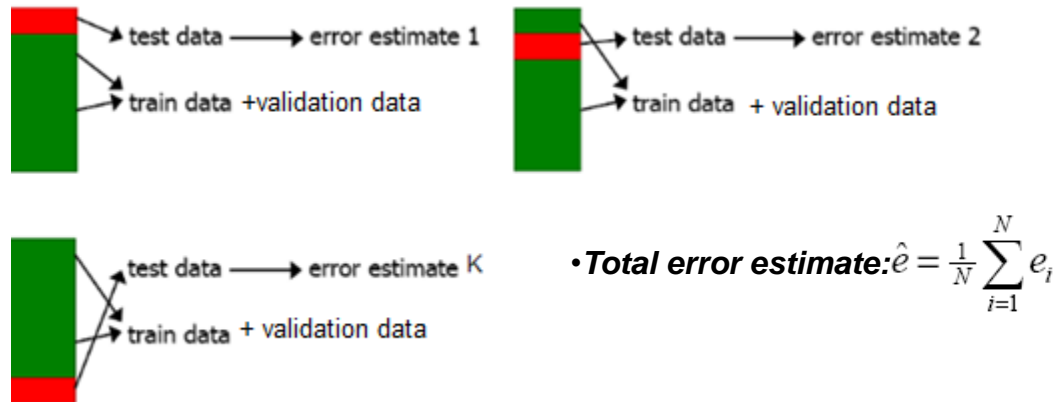 test data error estimate 1
train data +validation data
test data error estimate 2
train data + validation data
test data error estimate K
train data + validation data
•Total error estimate: ê = 1/N ∑ i=1 N e_i